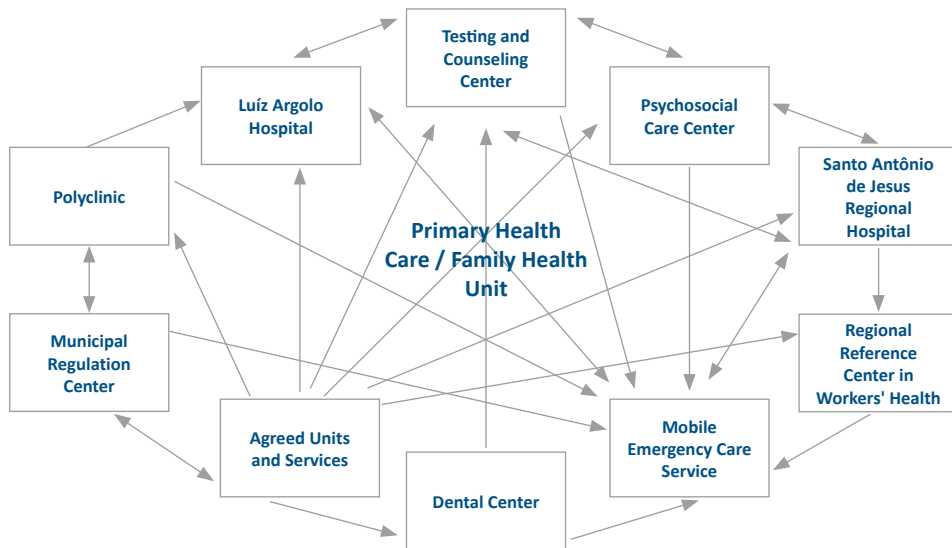 Testing and
Counseling
Center
Luíz Argolo
Hospital
Psychosocial
Care Center
Polyclinic
Santo Antônio
de Jesus
Regional
Hospital
Primary Health
Care / Family Health
Unit
Municipal
Regulation
Center
Regional
Reference
Center in
Workers' Health
Agreed Units
and Services
Mobile
Emergency Care
Service
Dental Center